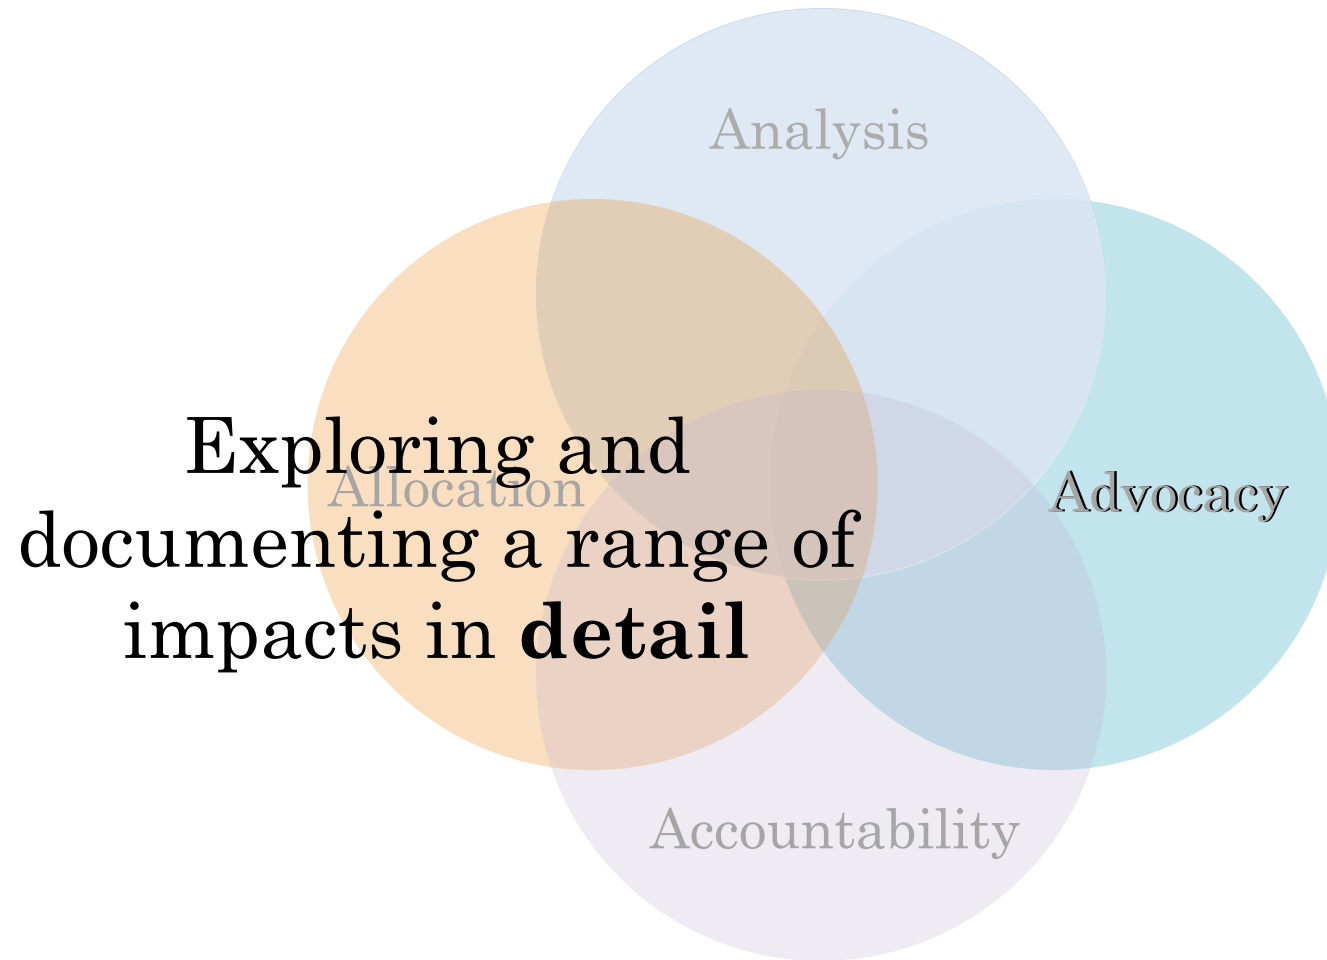 Analysis
Exploring and
Allocation
Advocacy
documenting a range of
impacts in detail
Accountability